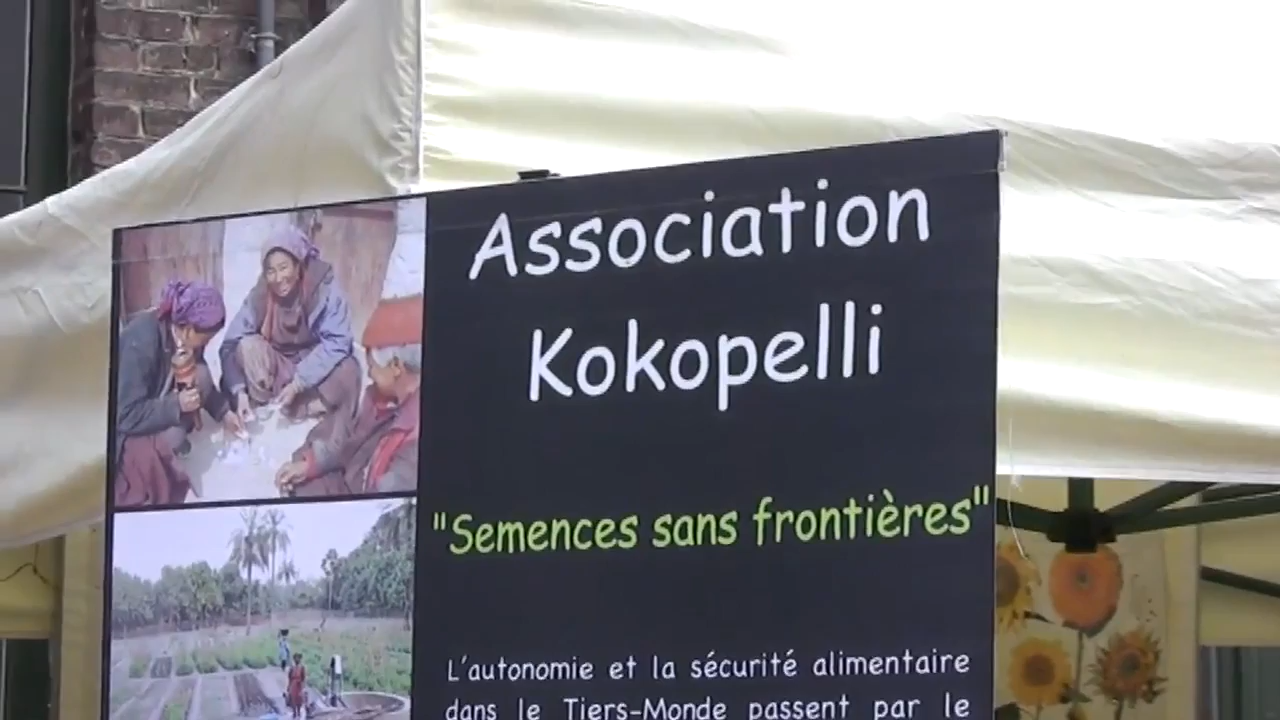 Association
Kokopelli
"Semences sans frontières"
L'autonomie et la sécurité alimentaire
dans le Tiers-Monde passent par le